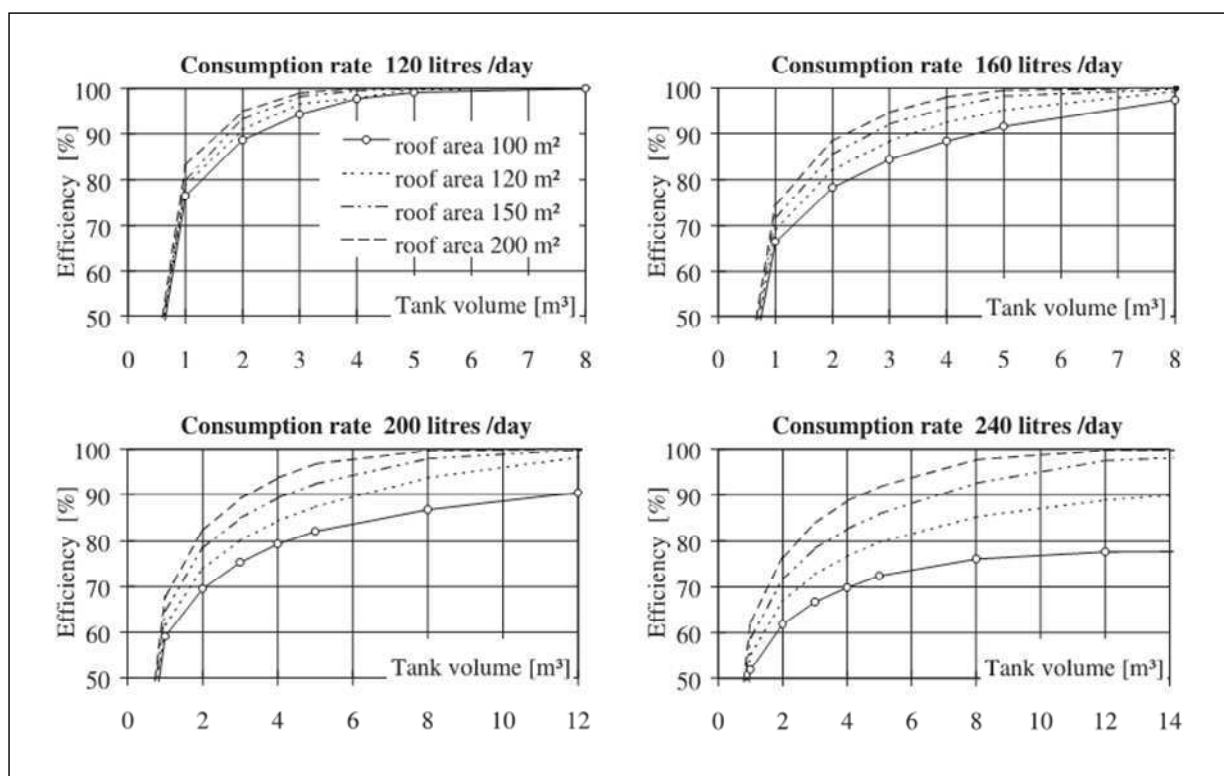 Consumption rate 120 litres /day
100
90
80
70
60
50
Efficiency [%]
roof area 100 m²
roof area 120 m²
roof area 150 m²
roof area 200 m²
Tank volume [m³]
0 1 2 3 4 5 6 7 8
Consumption rate 160 litres /day
100
90
80
70
60
50
Efficiency [%]
Tank volume [m³]
0 1 2 3 4 5 6 7 8
Consumption rate 200 litres /day
100
90
80
70
60
50
Efficiency [%]
Tank volume [m³]
0 2 4 6 8 10 12
Consumption rate 240 litres /day
100
90
80
70
60
50
Efficiency [%]
Tank volume [m³]
0 2 4 6 8 10 12 14